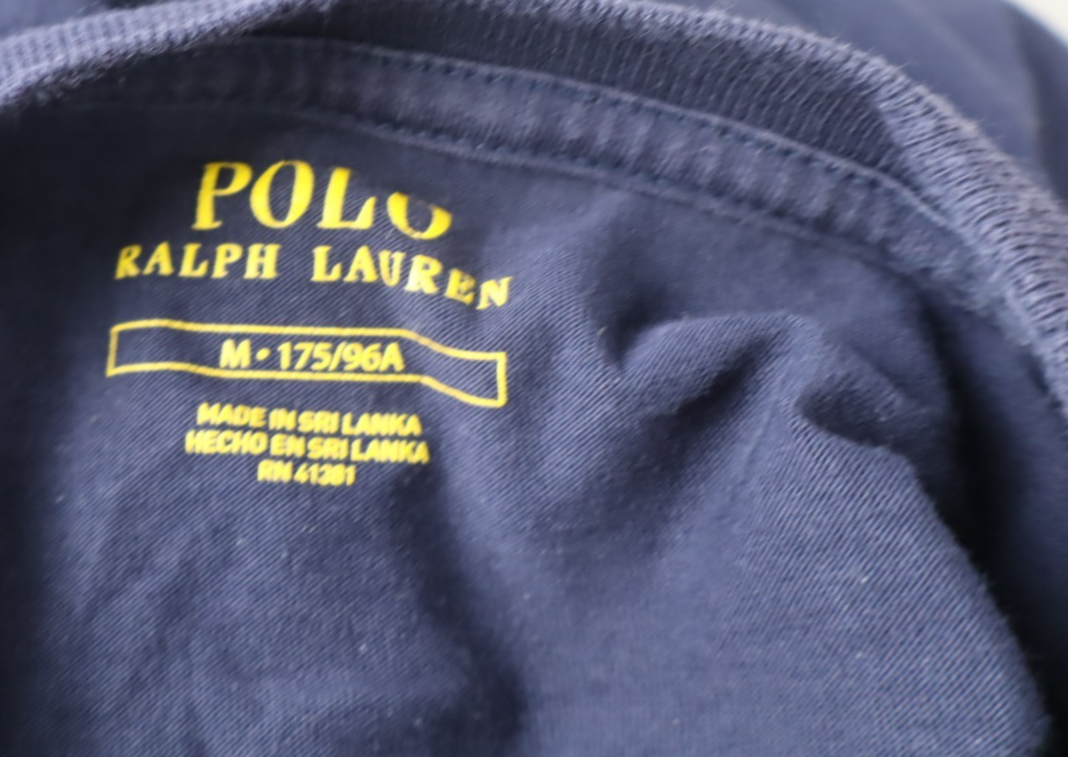 POLO
RALPH LAUREN
M • 175/96A
MADE IN SRI LANKA
HECHO EN SRI LANKA
RN 41381